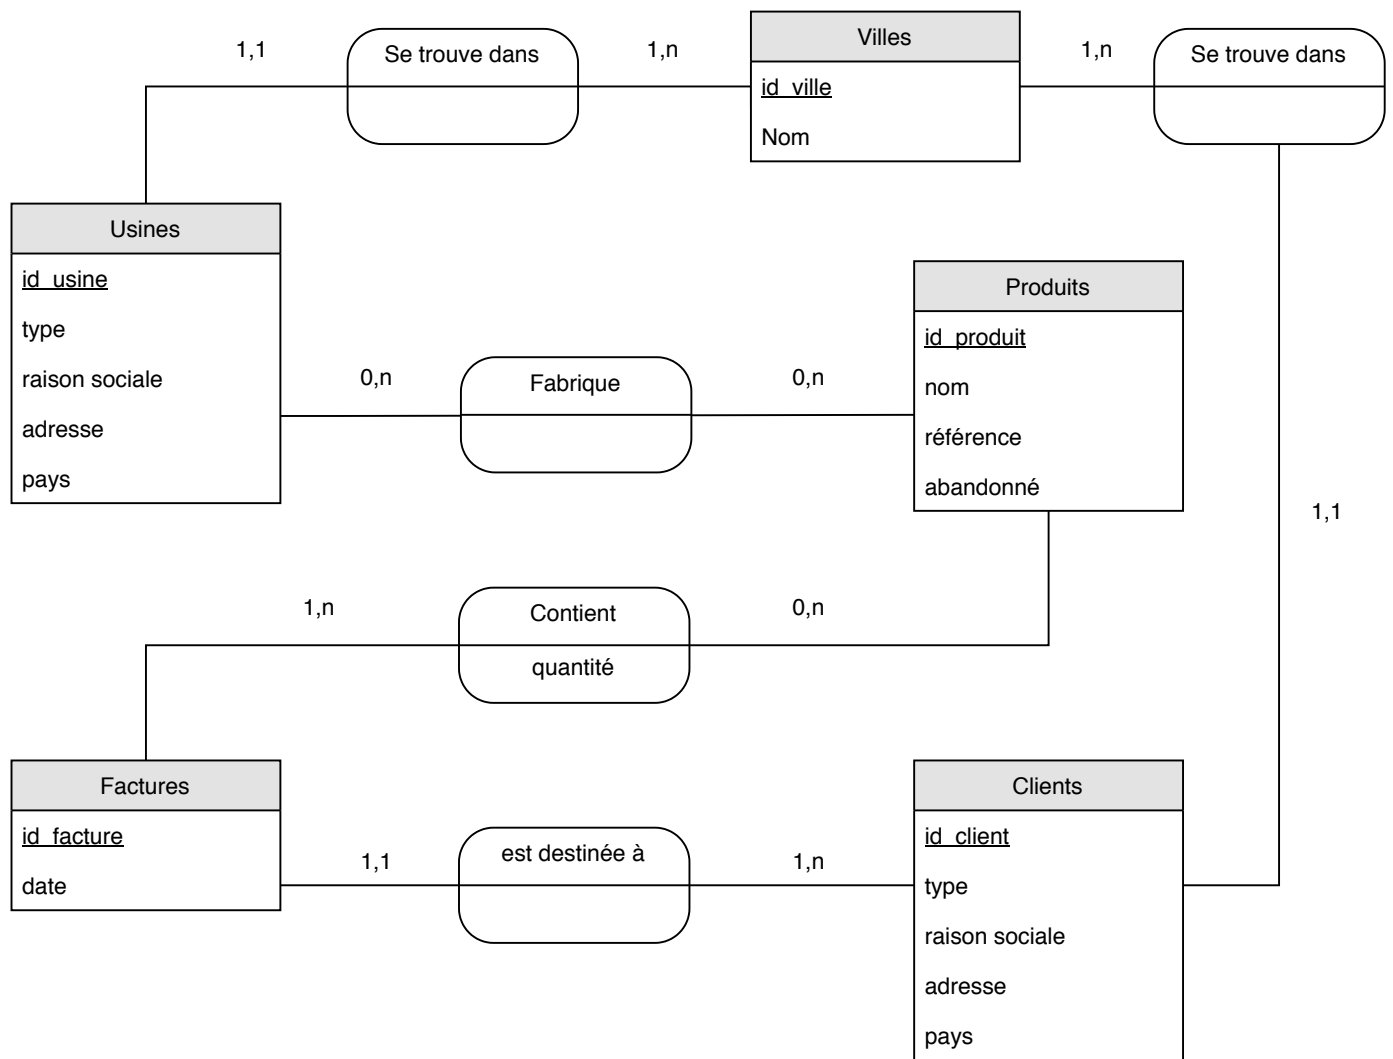 1,1
Se trouve dans
1,n
Villes
id_ville
Nom
1,n
Se trouve dans
Usines
id_usine
type
raison sociale
adresse
pays
Produits
id_produit
nom
référence
abandonné
0,n
Fabrique
0,n
1,1
1,n
Contient
quantité
0,n
Factures
id_facture
date
1,1
est destinée à
1,n
Clients
id_client
type
raison sociale
adresse
pays